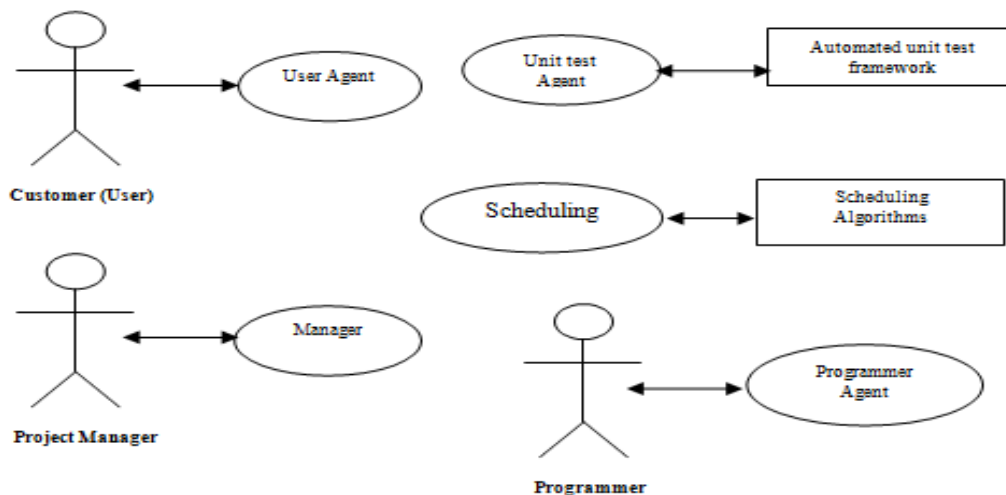 User Agent
Unit test
Agent
Automated unit test
framework
Customer (User)
Scheduling
Scheduling
Algorithms
Manager
Project Manager
Programmer
Agent
Programmer